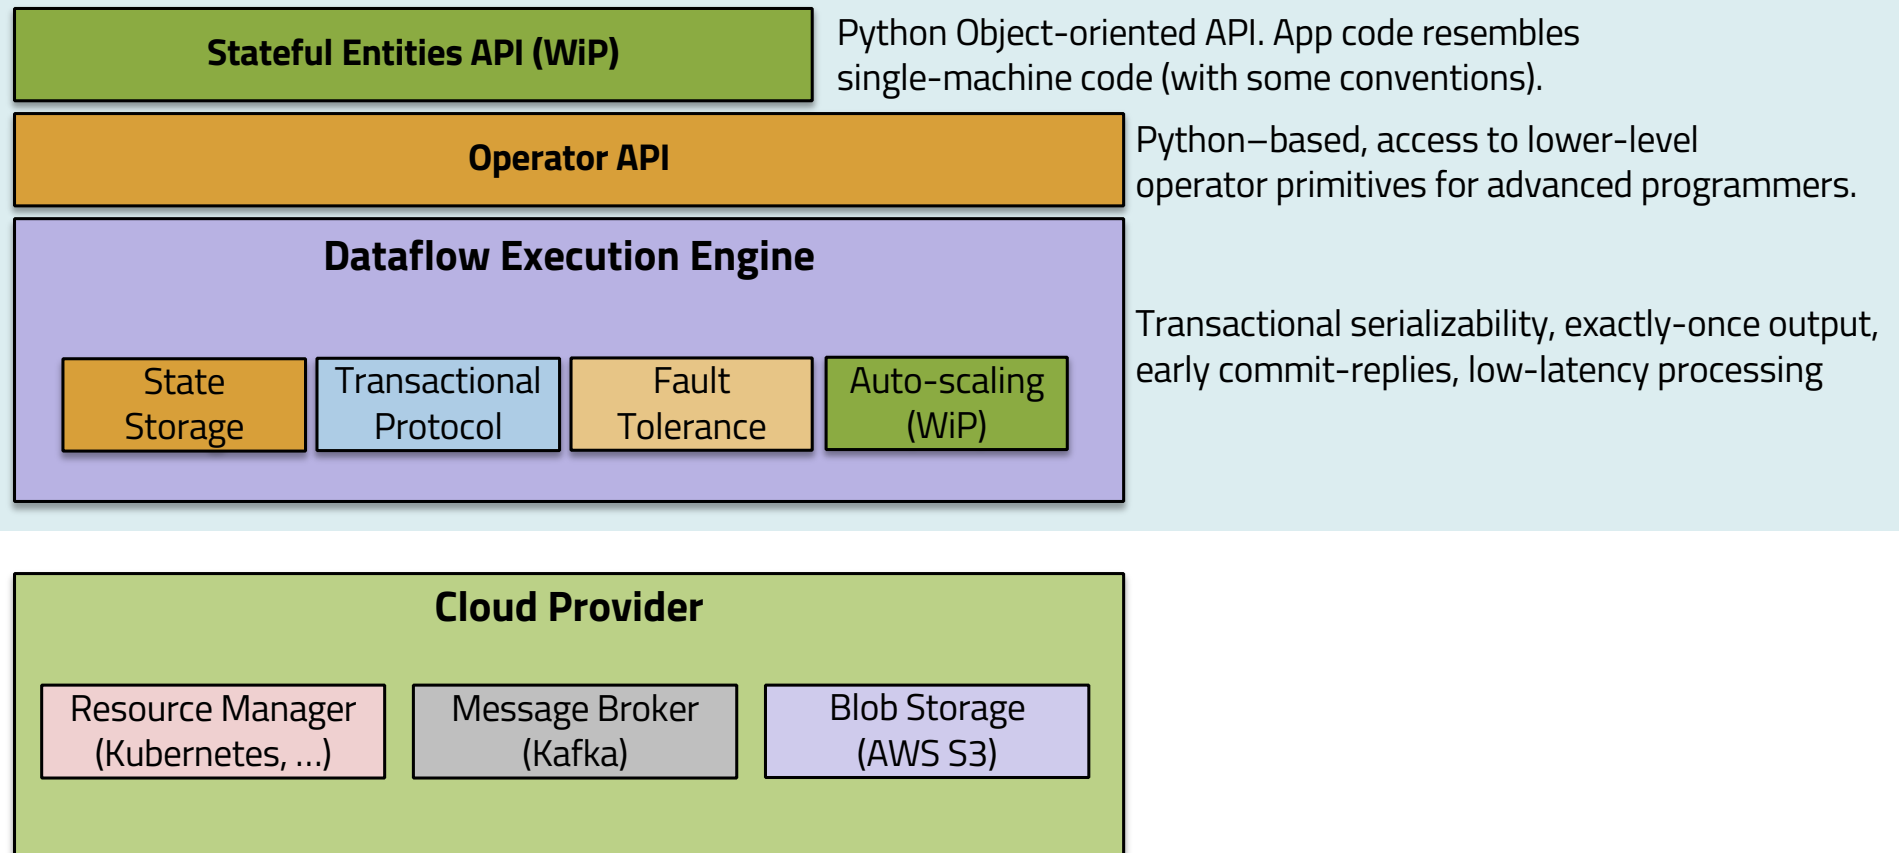 Stateful Entities API (WiP)
Python Object-oriented API. App code resembles
single-machine code (with some conventions).
Operator API
Python–based, access to lower-level
operator primitives for advanced programmers.
Dataflow Execution Engine
State
Storage
Transactional
Protocol
Fault
Tolerance
Auto-scaling
(WiP)
Transactional serializability, exactly-once output,
early commit-replies, low-latency processing
Cloud Provider
Resource Manager
(Kubernetes, ...)
Message Broker
(Kafka)
Blob Storage
(AWS S3)